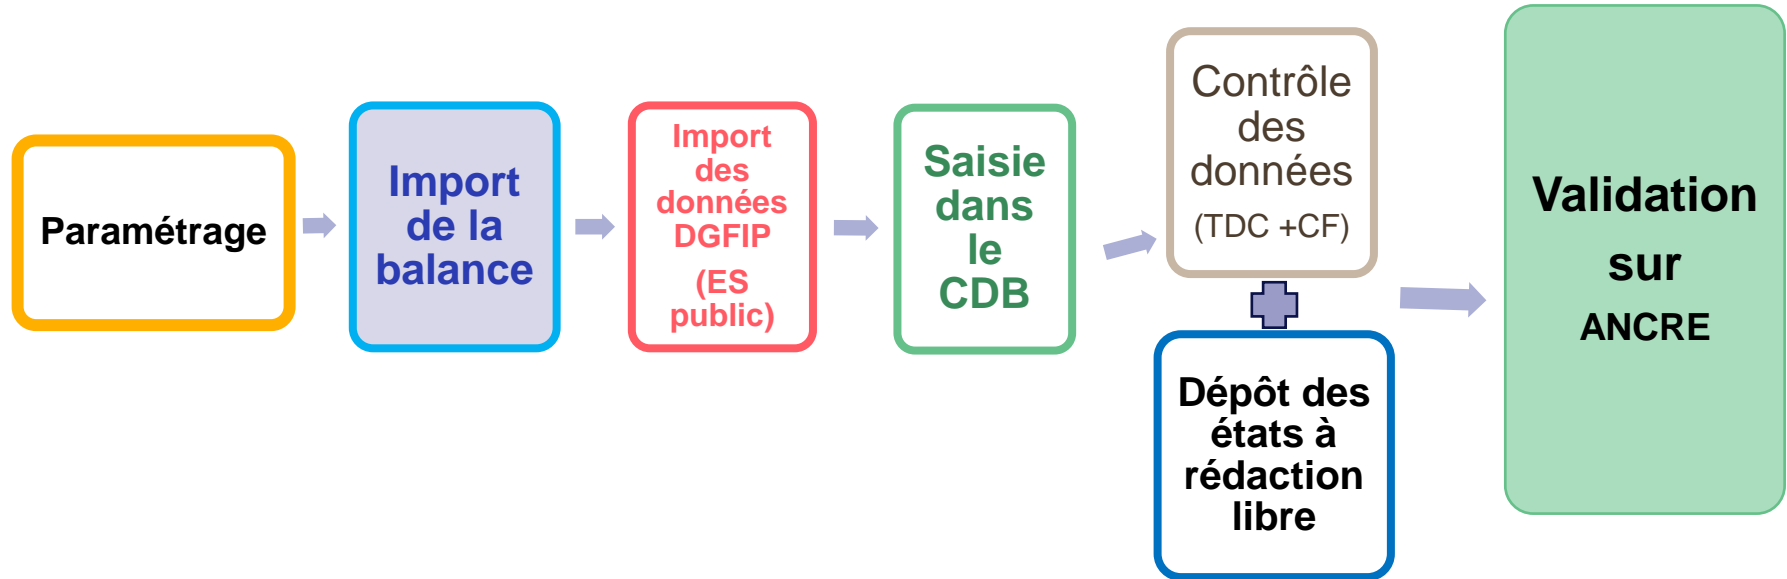 Paramétrage
Import
de la
balance
Import
des
données
DGFIP
(ES
public)
Saisie
dans
le
CDB
Contrôle
des
données
(TDC +CF)
Dépôt des
états à
rédaction
libre
Validation
sur
ANCRE